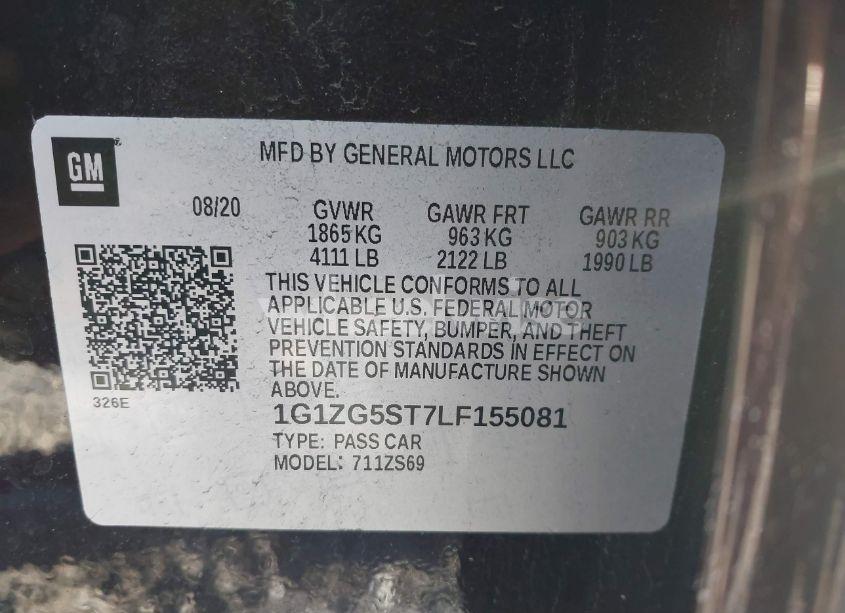 GM
MFD BY GENERAL MOTORS LLC
08/20 GVWR GAWR FRT GAWR RR
1865 KG 963 KG 903 KG
4111 LB 2122 LB 1990 LB
THIS VEHICLE CONFORMS TO ALL
APPLICABLE U.S. FEDERAL MOTOR
VEHICLE SAFETY, BUMPER, AND THEFT
PREVENTION STANDARDS IN EFFECT ON
THE DATE OF MANUFACTURE SHOWN
ABOVE.
326E
1G1ZG5ST7LF155081
TYPE: PASS CAR
MODEL: 711ZS69